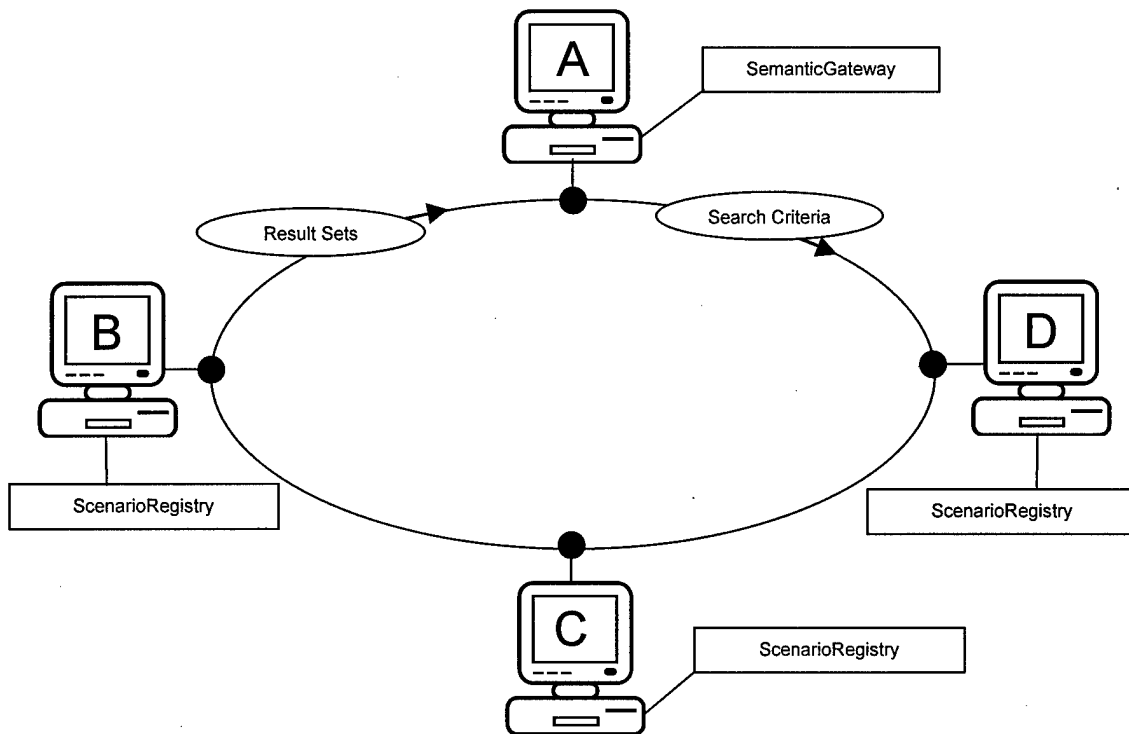 A
SemanticGateway
Result Sets
Search Criteria
B
D
ScenarioRegistry
ScenarioRegistry
C
ScenarioRegistry